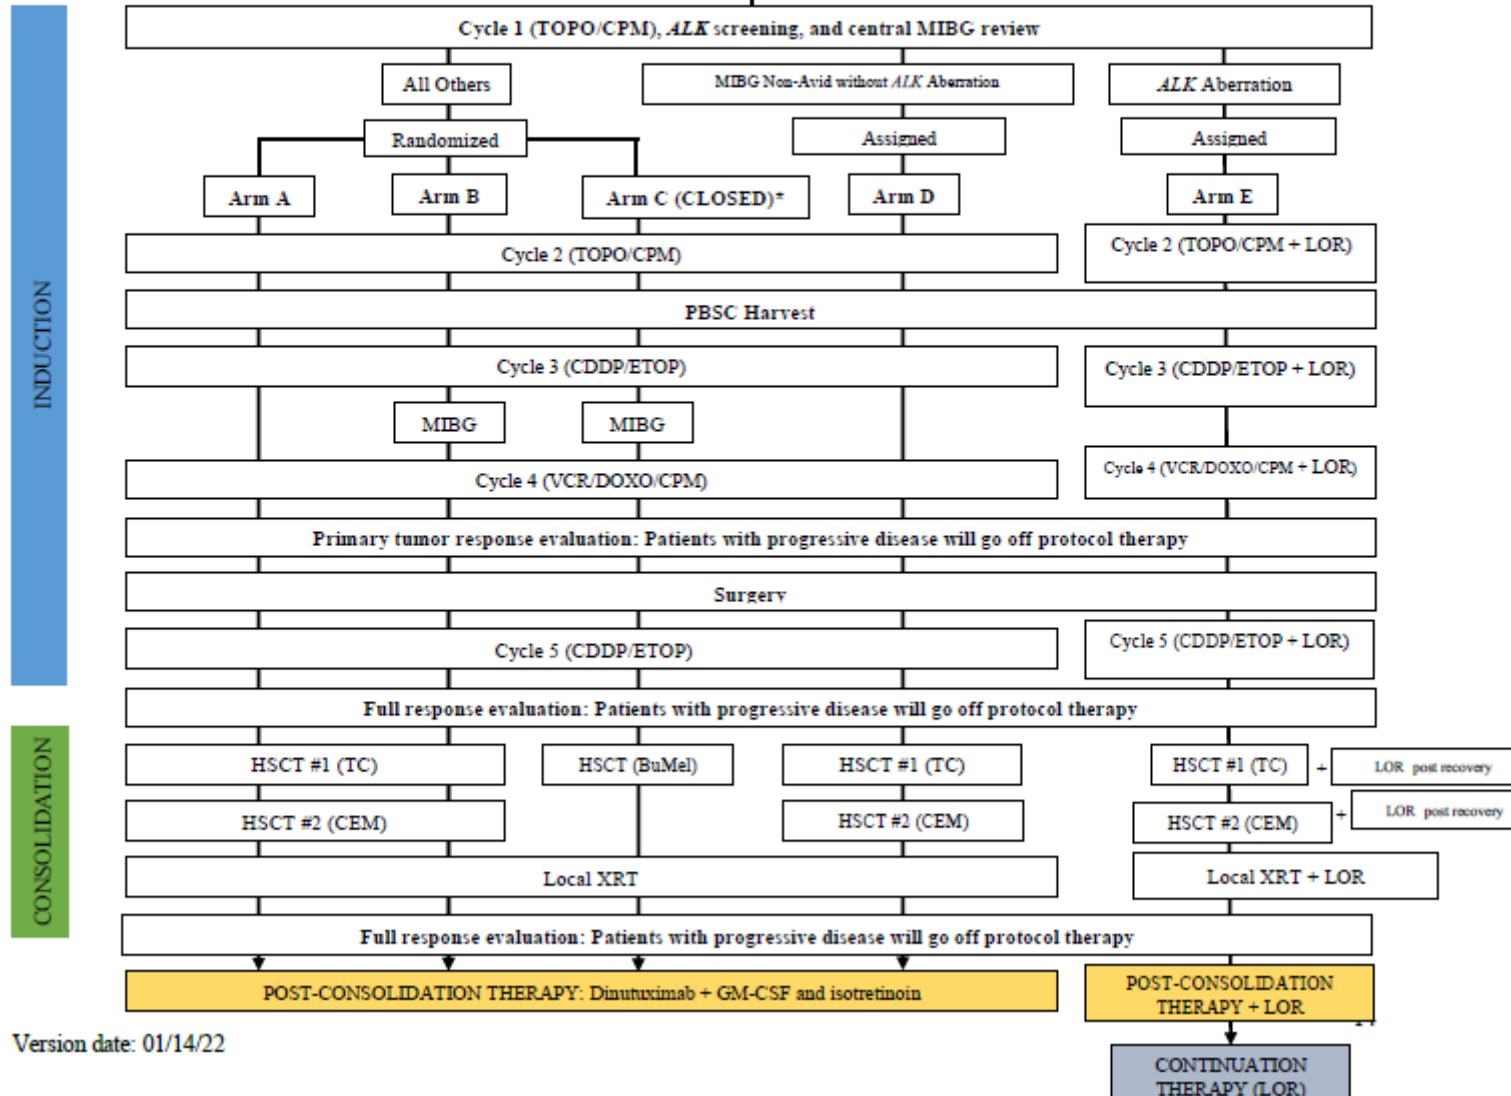 INDUCTION
Cycle 1 (TOPO/CPM), ALK screening, and central MIBG review
All Others
MIBG Non-Avid without ALK Aberration
ALK Aberration
Randomized
Assigned
Assigned
Arm A
Arm B
Arm C (CLOSED)*
Arm D
Arm E
Cycle 2 (TOPO/CPM)
Cycle 2 (TOPO/CPM + LOR)
PBSC Harvest
Cycle 3 (CDDP/ETOP)
Cycle 3 (CDDP/ETOP + LOR)
MIBG
MIBG
Cycle 4 (VCR/DOXO/CPM)
Cycle 4 (VCR/DOXO/CPM + LOR)
Primary tumor response evaluation: Patients with progressive disease will go off protocol therapy
Surgery
Cycle 5 (CDDP/ETOP)
Cycle 5 (CDDP/ETOP + LOR)
Full response evaluation: Patients with progressive disease will go off protocol therapy
CONSOLIDATION
HSCT #1 (TC)
HSCT (BuMel)
HSCT #1 (TC)
HSCT #1 (TC)
+
LOR post recovery
HSCT #2 (CEM)
HSCT #2 (CEM)
HSCT #2 (CEM)
+
LOR post recovery
Local XRT
Local XRT + LOR
Full response evaluation: Patients with progressive disease will go off protocol therapy
POST-CONSOLIDATION THERAPY: Dinutuximab + GM-CSF and isotretinoin
POST-CONSOLIDATION
THERAPY + LOR
Version date: 01/14/22
CONTINUATION
THERAPY (LOR)